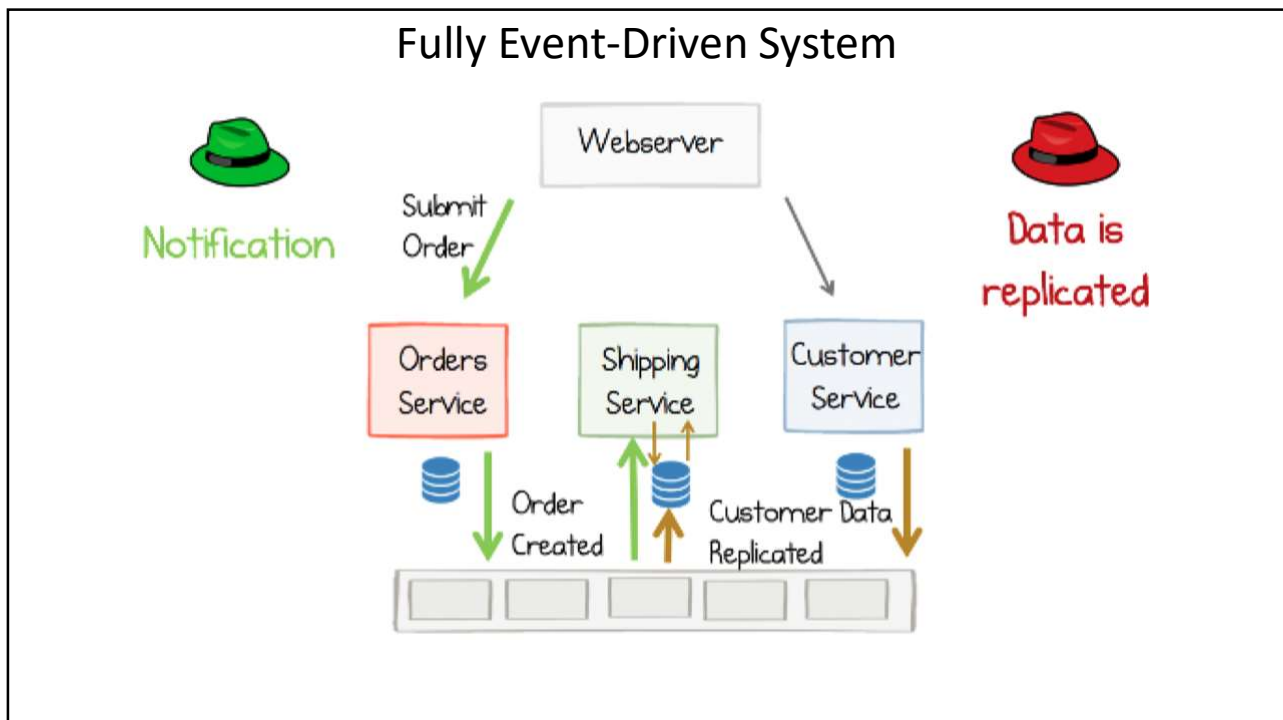 Fully Event-Driven System
Webserver
Submit
Order
Notification
Data is
replicated
Orders
Service
Shipping
Service
Customer
Service
Order
Created
Customer Data
Replicated